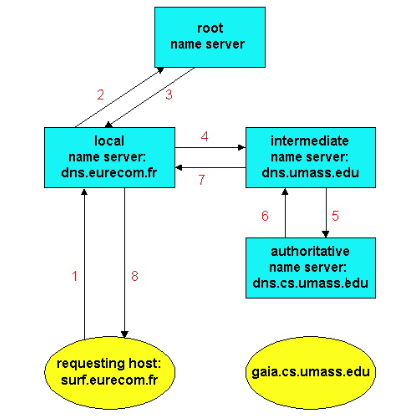 root
name server
2
3
local
name server:
dns.eurecom.fr
4
7
intermediate
name server:
dns.umass.edu
6
5
authoritative
name server:
dns.cs.umass.edu
1
8
requesting host:
surf.eurecom.fr
gaia.cs.umass.edu